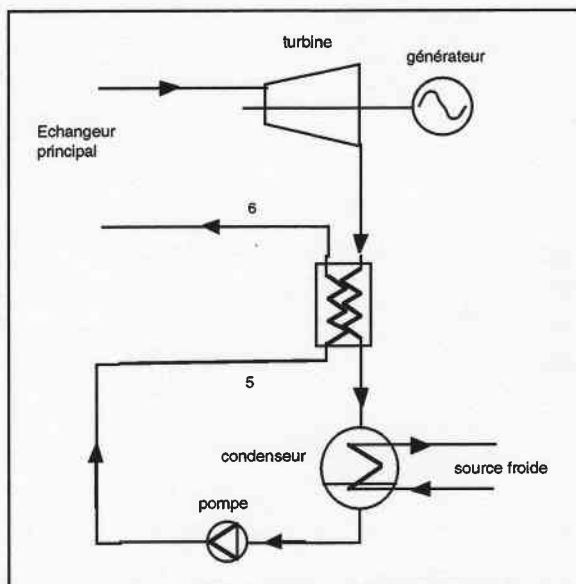 turbine
générateur
Echangeur
principal
6
5
condenseur
source froide
pompe